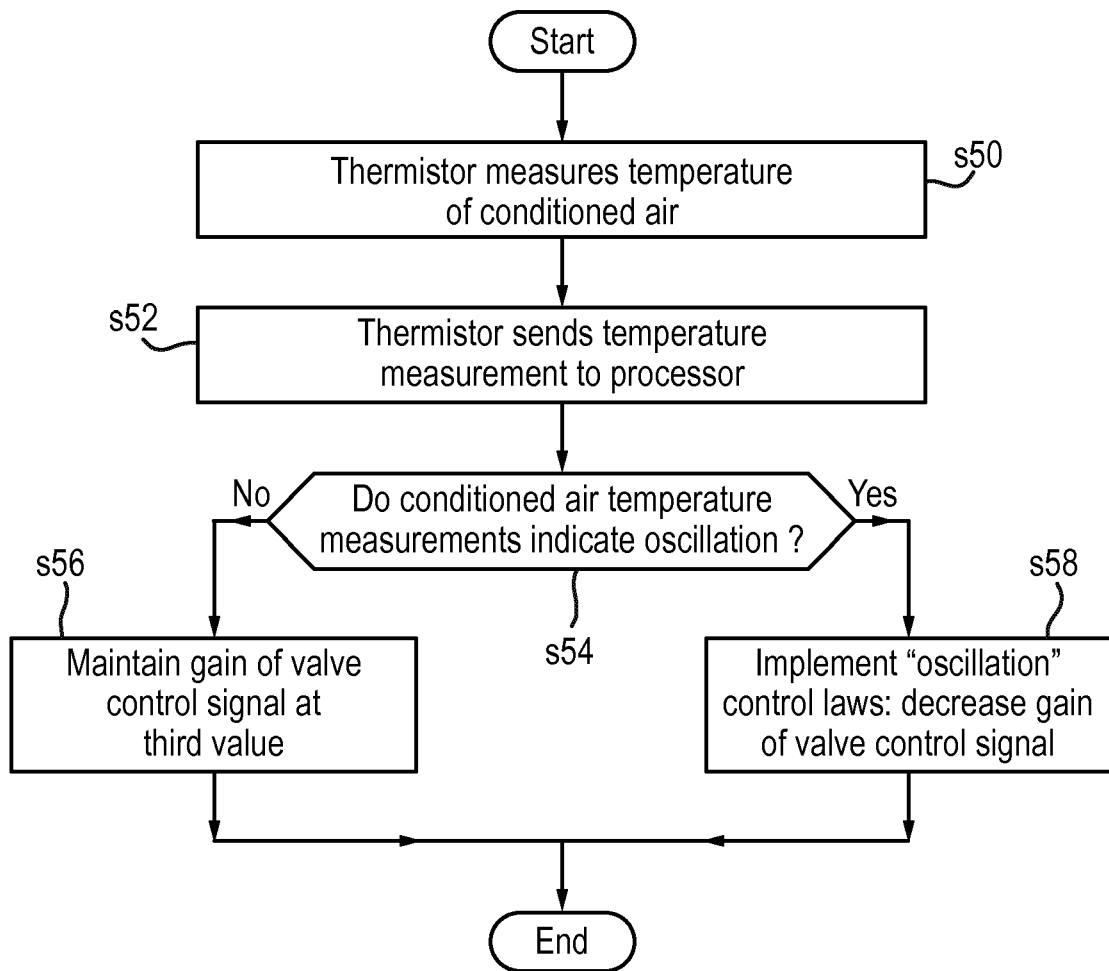 Start
Thermistor measures temperature
of conditioned air
s50
s52
Thermistor sends temperature
measurement to processor
No
Do conditioned air temperature
measurements indicate oscillation ?
Yes
s54
s56
Maintain gain of valve
control signal at
third value
s58
Implement “oscillation”
control laws: decrease gain
of valve control signal
End